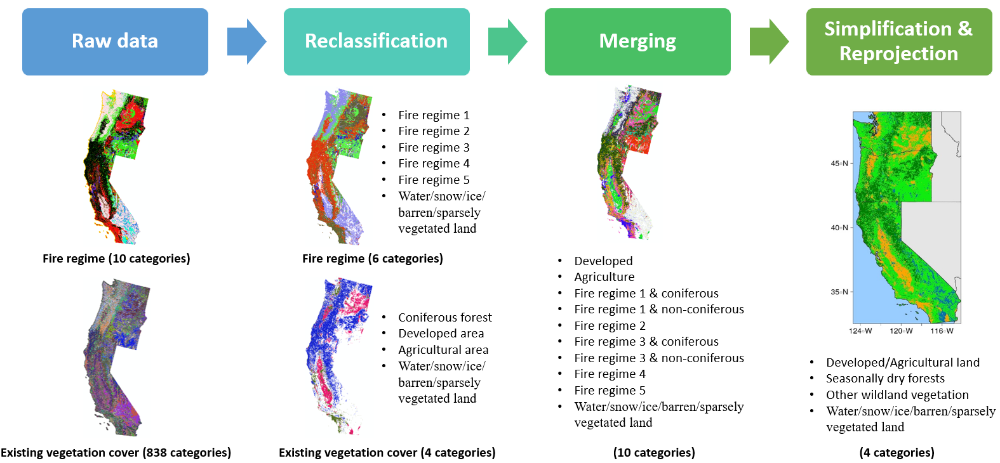 Raw data
Reclassification
Merging
Simplification &
Reprojection
• Fire regime 1
• Fire regime 2
• Fire regime 3
• Fire regime 4
• Fire regime 5
• Water/snow/ice/
barren/sparsely
vegetated land
Fire regime (10 categories)
Fire regime (6 categories)
• Coniferous forest
• Developed area
• Agricultural area
• Water/snow/ice/
barren/sparsely
vegetated land
Existing vegetation cover (838 categories)
Existing vegetation cover (4 categories)
• Developed
• Agriculture
• Fire regime 1 & coniferous
• Fire regime 1 & non-coniferous
• Fire regime 2
• Fire regime 3 & coniferous
• Fire regime 3 & non-coniferous
• Fire regime 4
• Fire regime 5
• Water/snow/ice/barren/sparsely
vegetated land
(10 categories)
45○N
40○N
35○N
124○W 120○W 116○W
• Developed/Agricultural land
• Seasonally dry forests
• Other wildland vegetation
• Water/snow/ice/barren/sparsely
vegetated land
(4 categories)